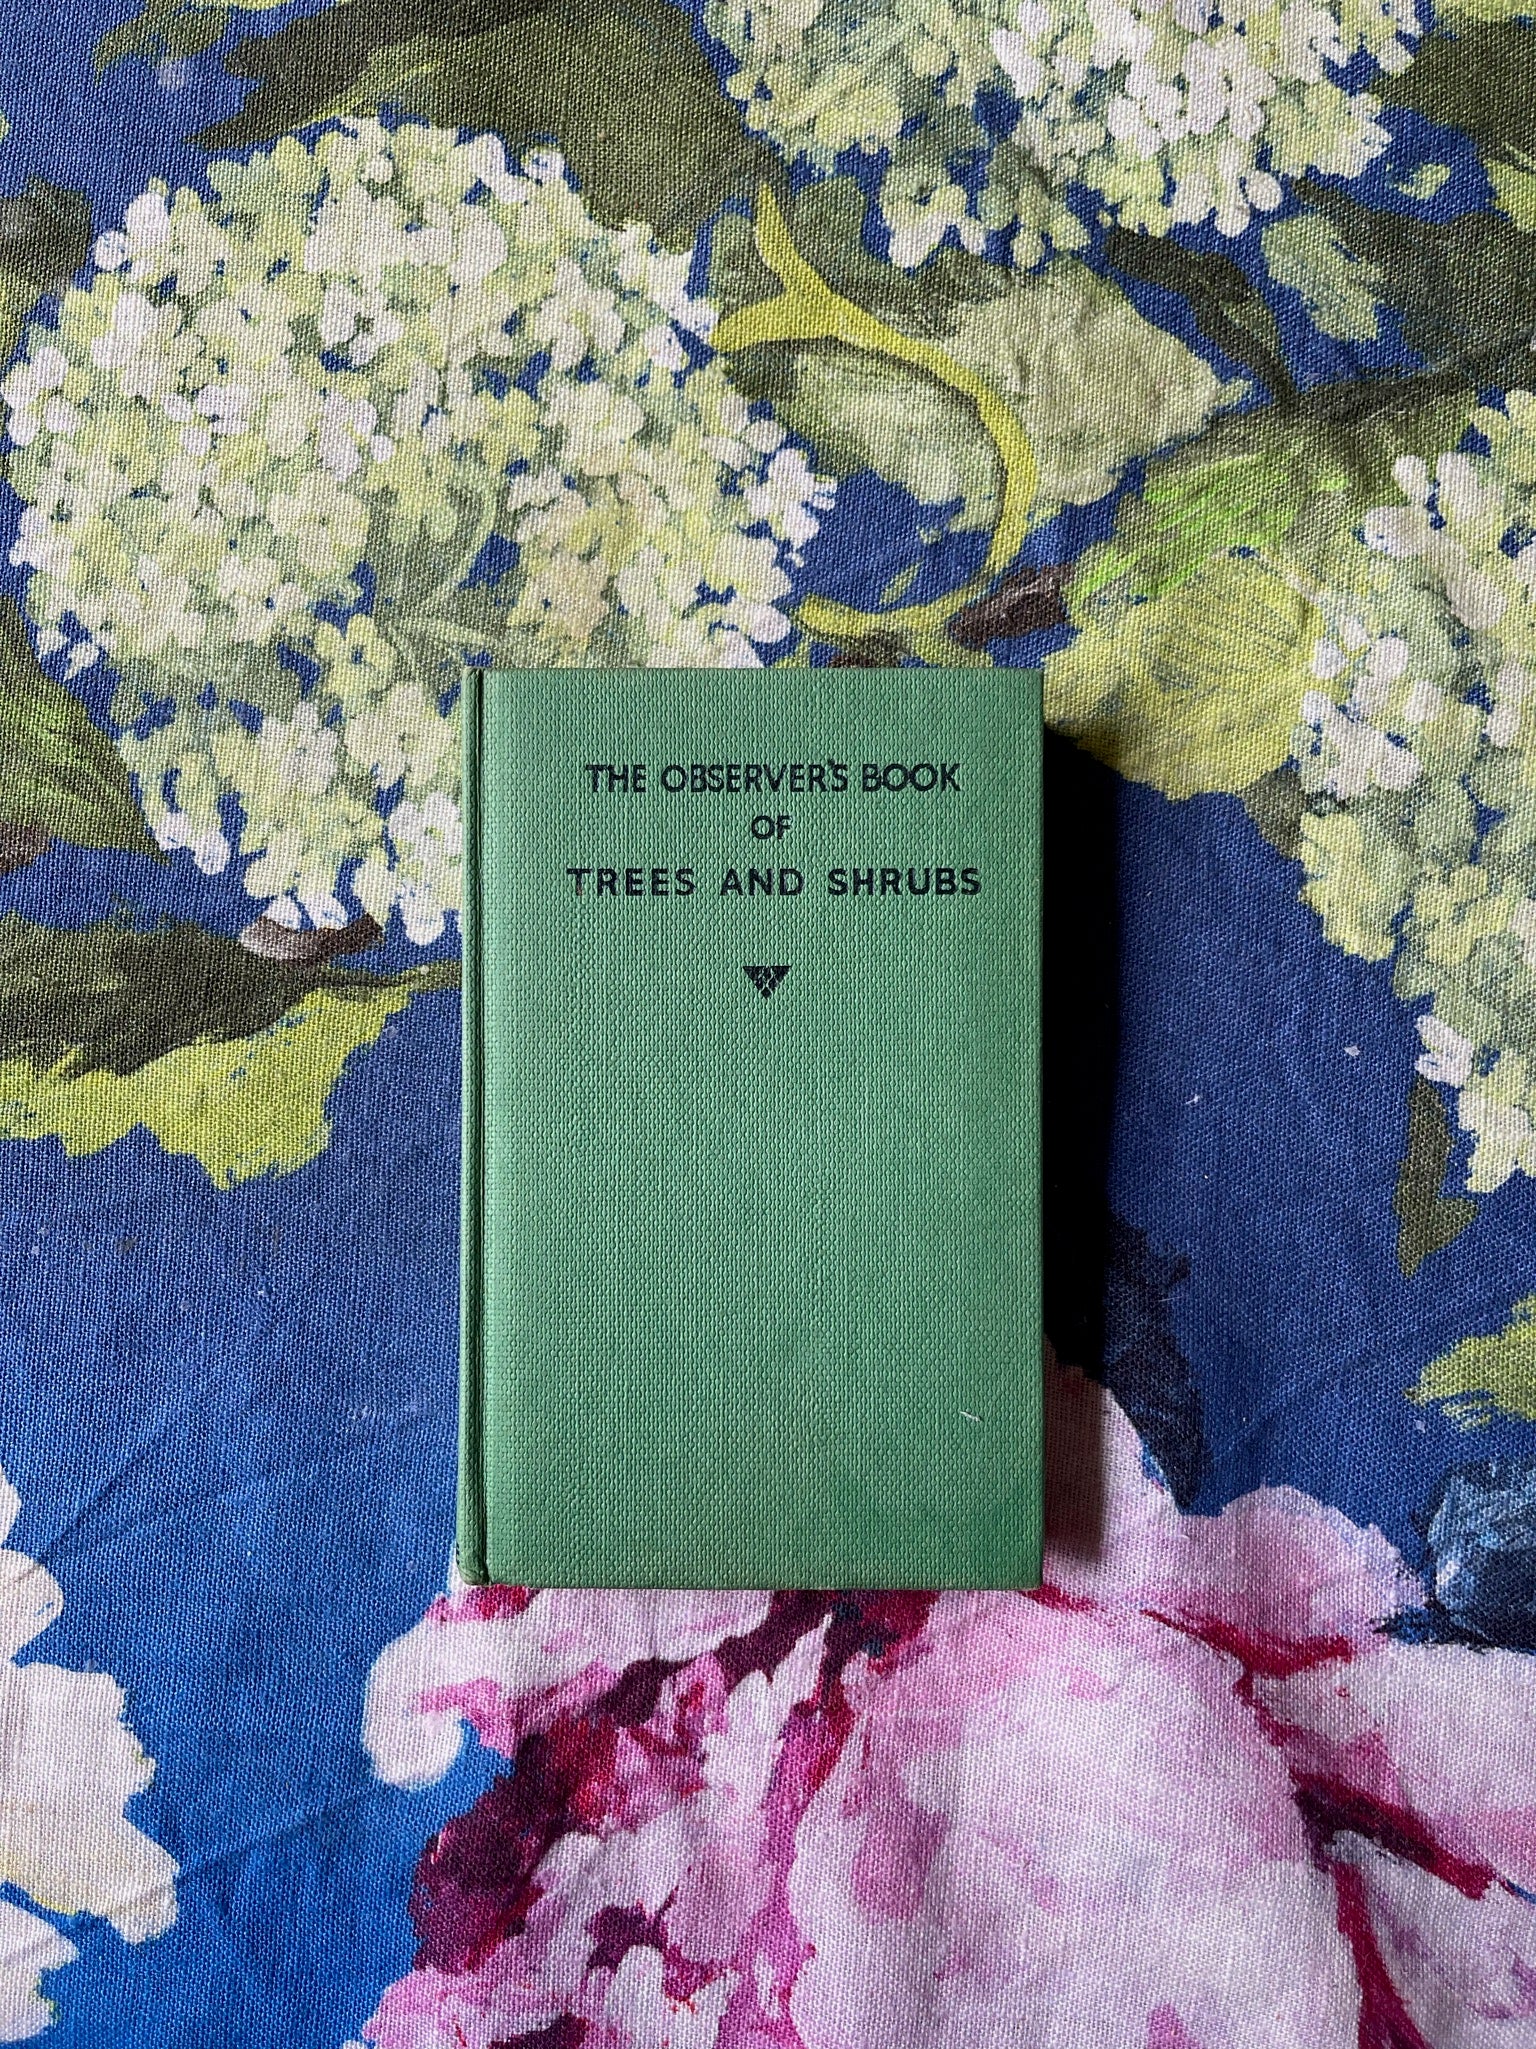 THE OBSERVER'S BOOK
OF
TREES AND SHRUBS